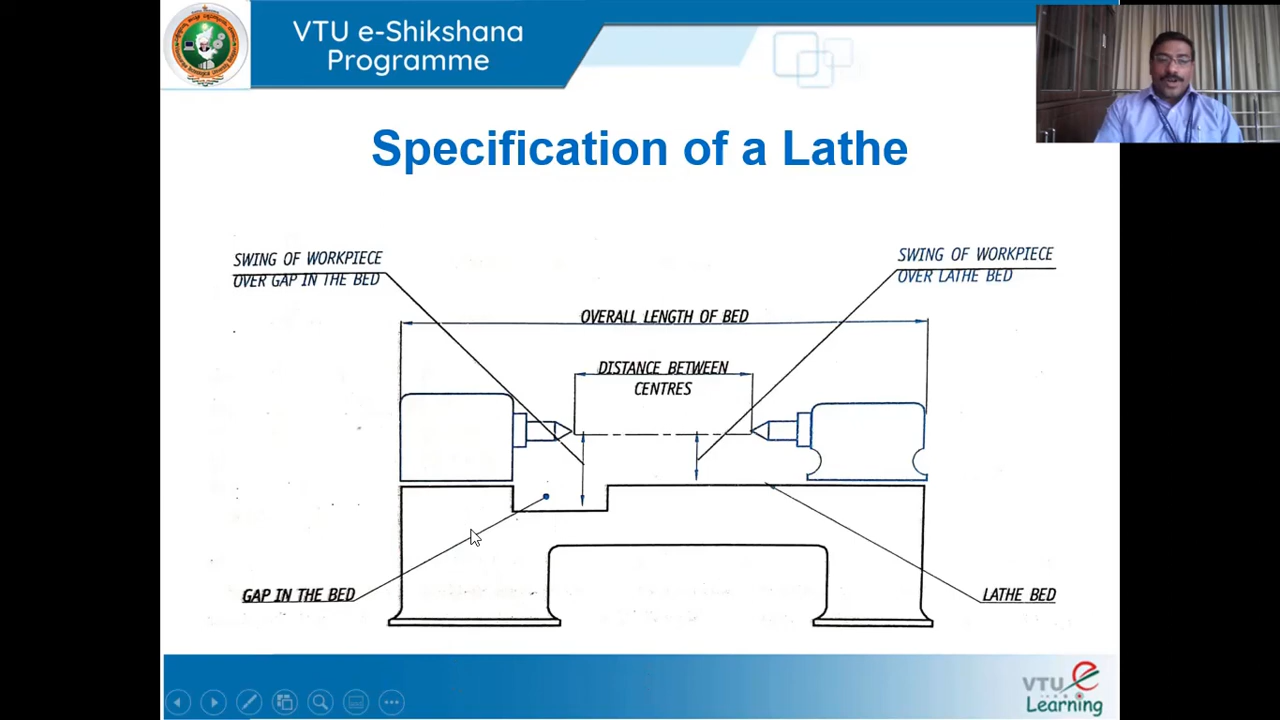 VTU e-Shikshana
Programme
Specification of a Lathe
SWING OF WORKPIECE
OVER GAP IN THE BED
SWING OF WORKPIECE
OVER LATHE BED
OVERALL LENGTH OF BED
DISTANCE BETWEEN
CENTRES
GAP IN THE BED
LATHE BED
VTU e
Learning